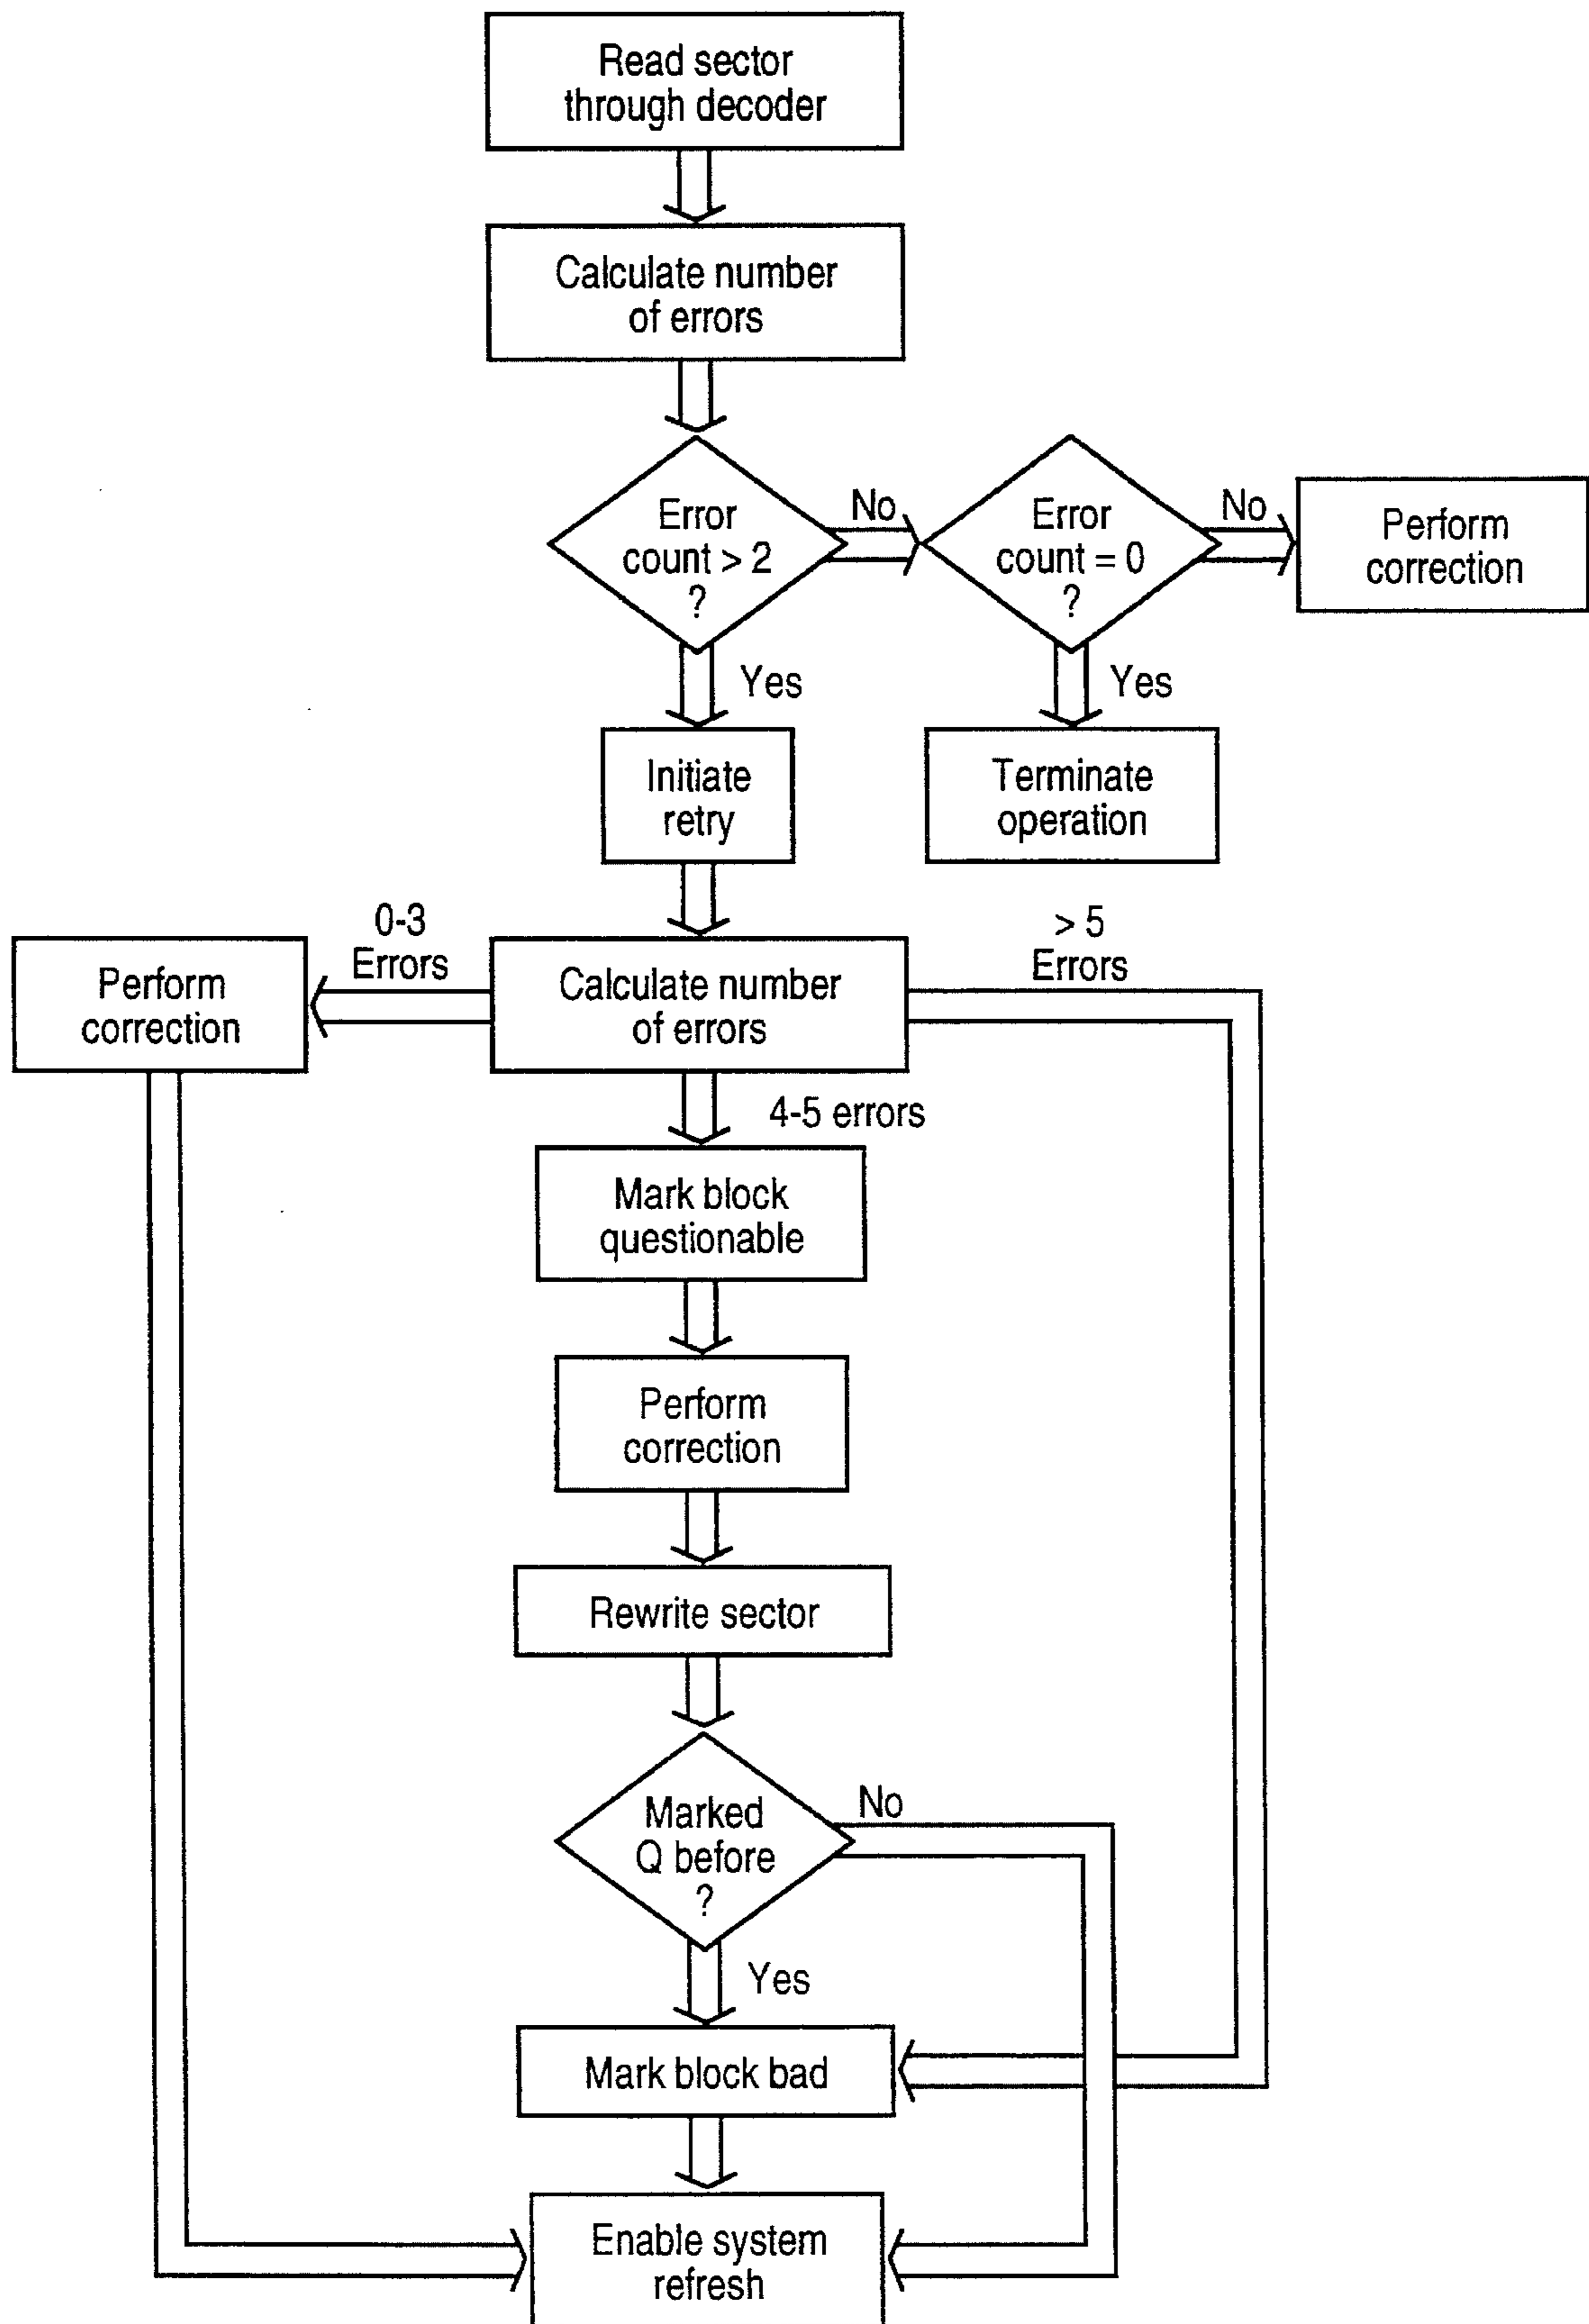 Read sector
through decoder
Calculate number
of errors
Error
count > 2
?
No
Error
count = 0
?
No
Perform
correction
Yes
Yes
Initiate
retry
Terminate
operation
0-3
Errors
> 5
Errors
Perform
correction
Calculate number
of errors
4-5 errors
Mark block
questionable
Perform
correction
Rewrite sector
Marked
Q before
?
No
Yes
Mark block bad
Enable system
refresh